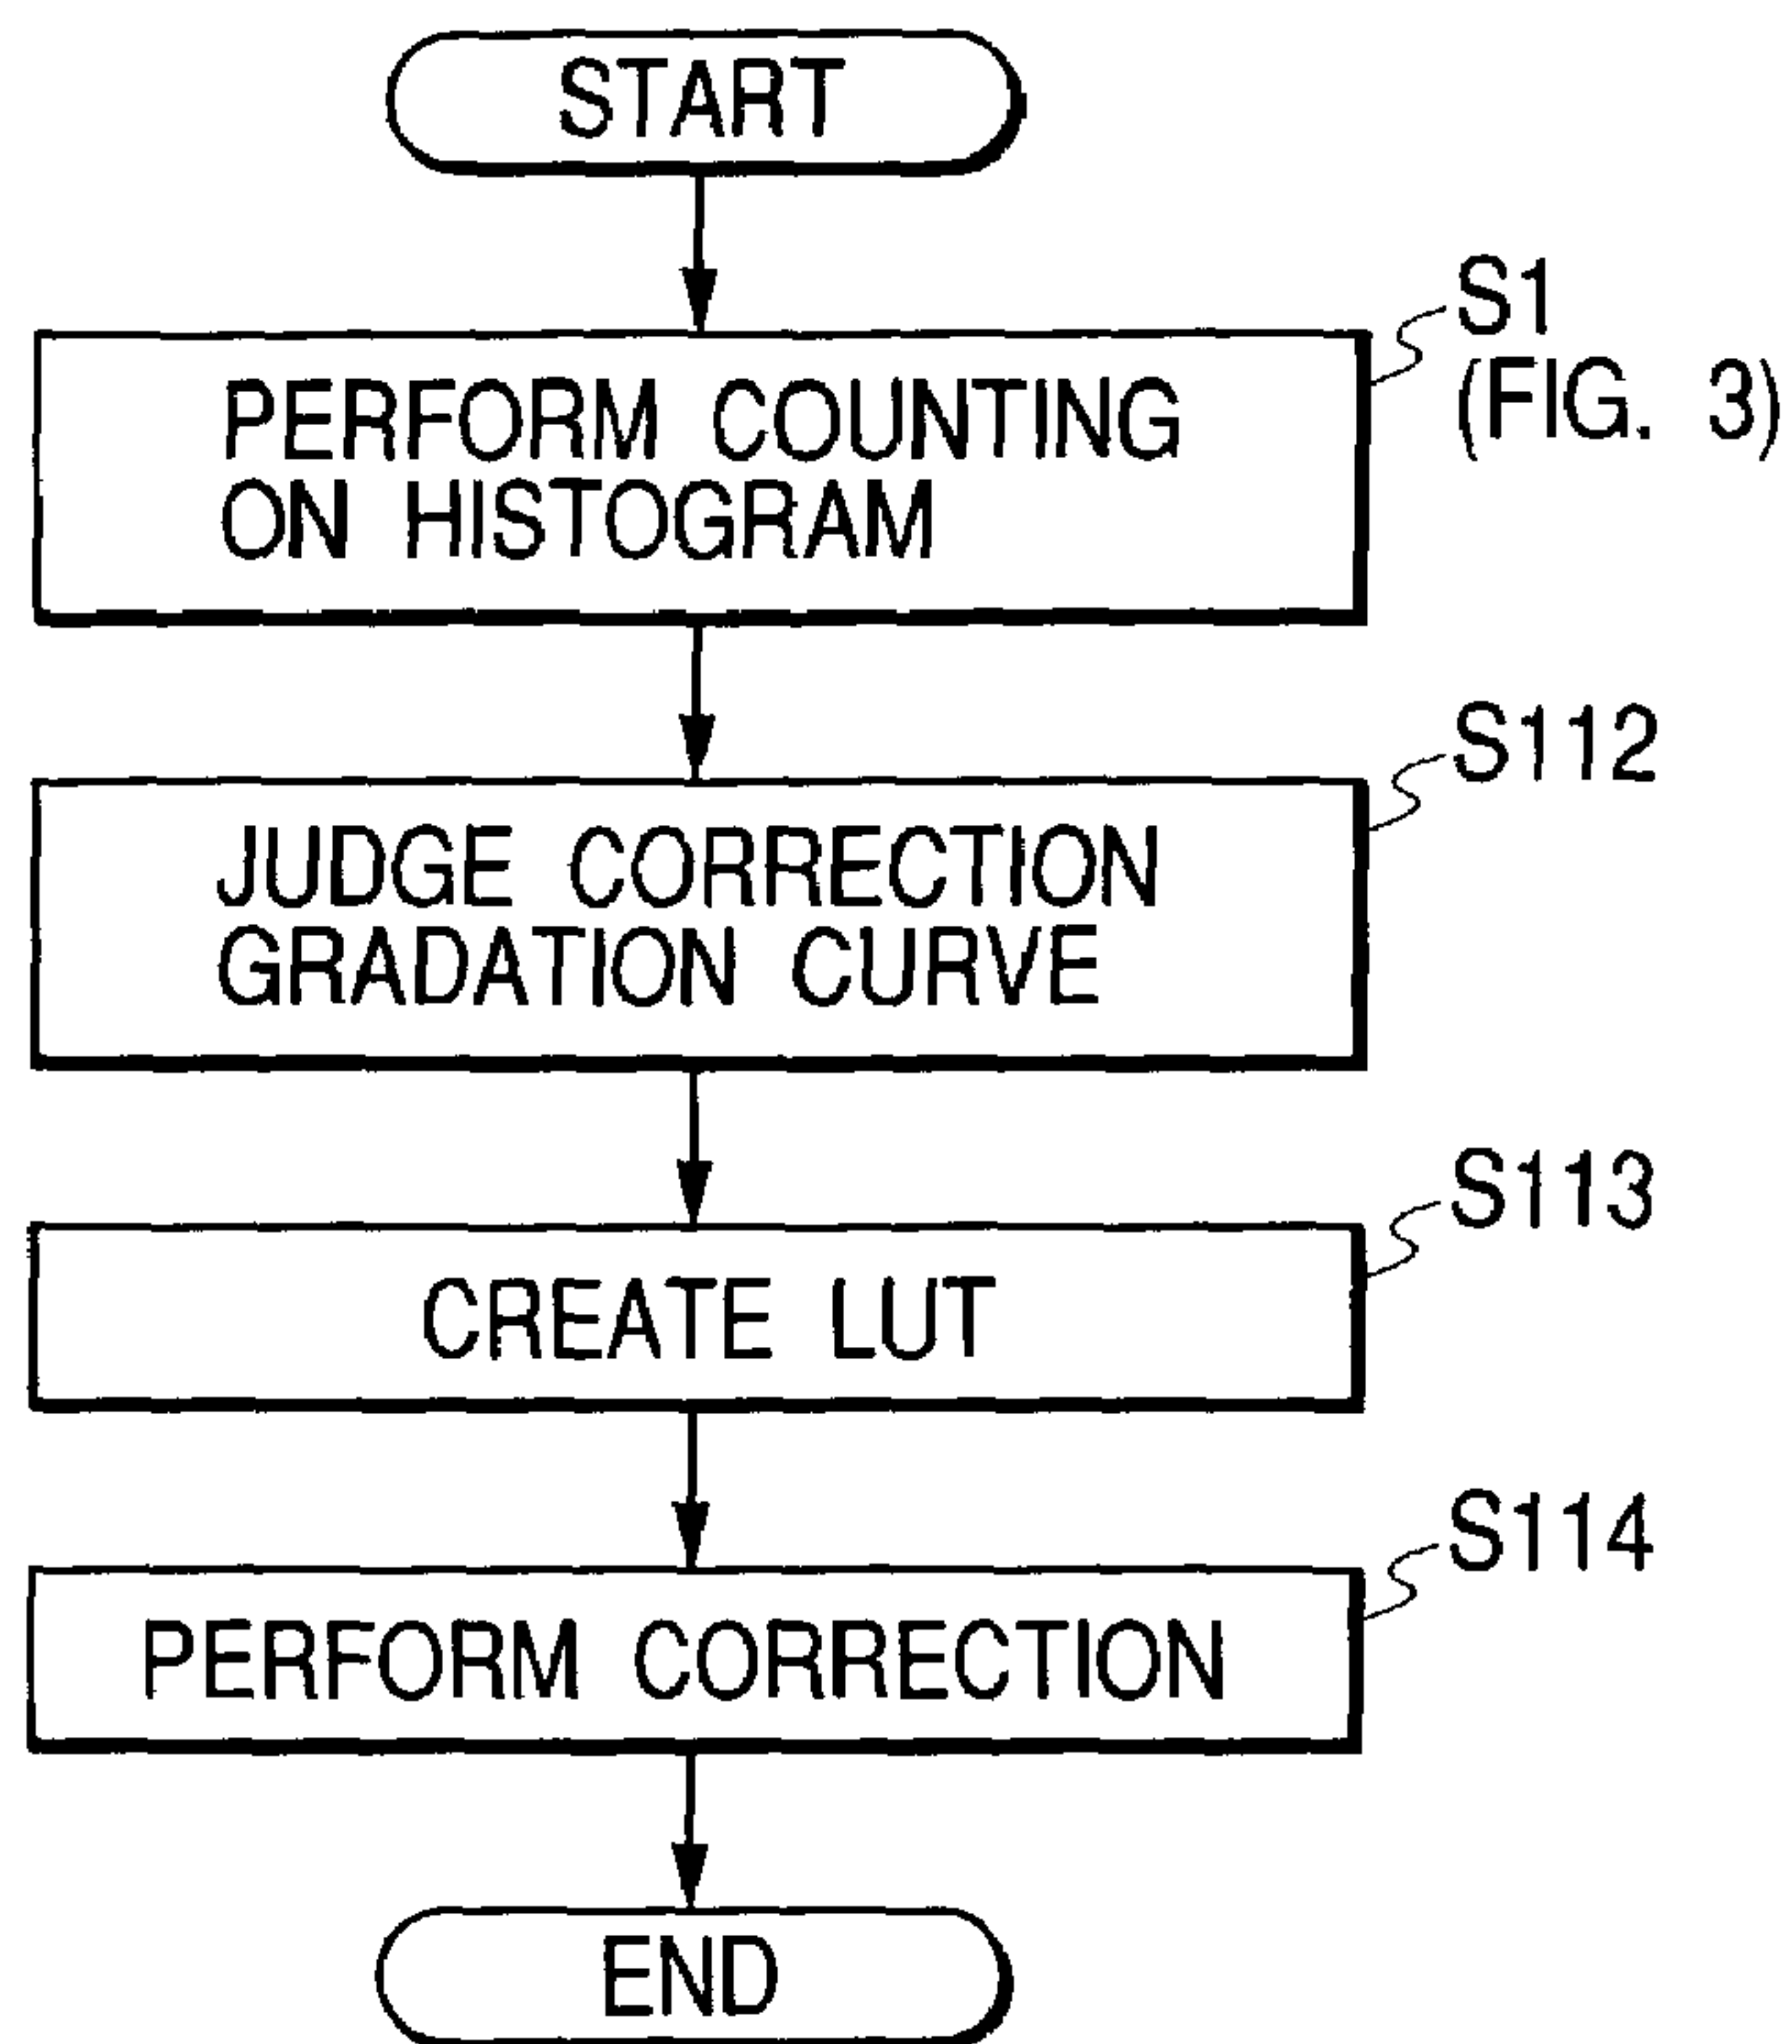 START
S1
(FIG. 3)
PERFORM COUNTING
ON HISTOGRAM
S112
JUDGE CORRECTION
GRADATION CURVE
S113
CREATE LUT
S114
PERFORM CORRECTION
END